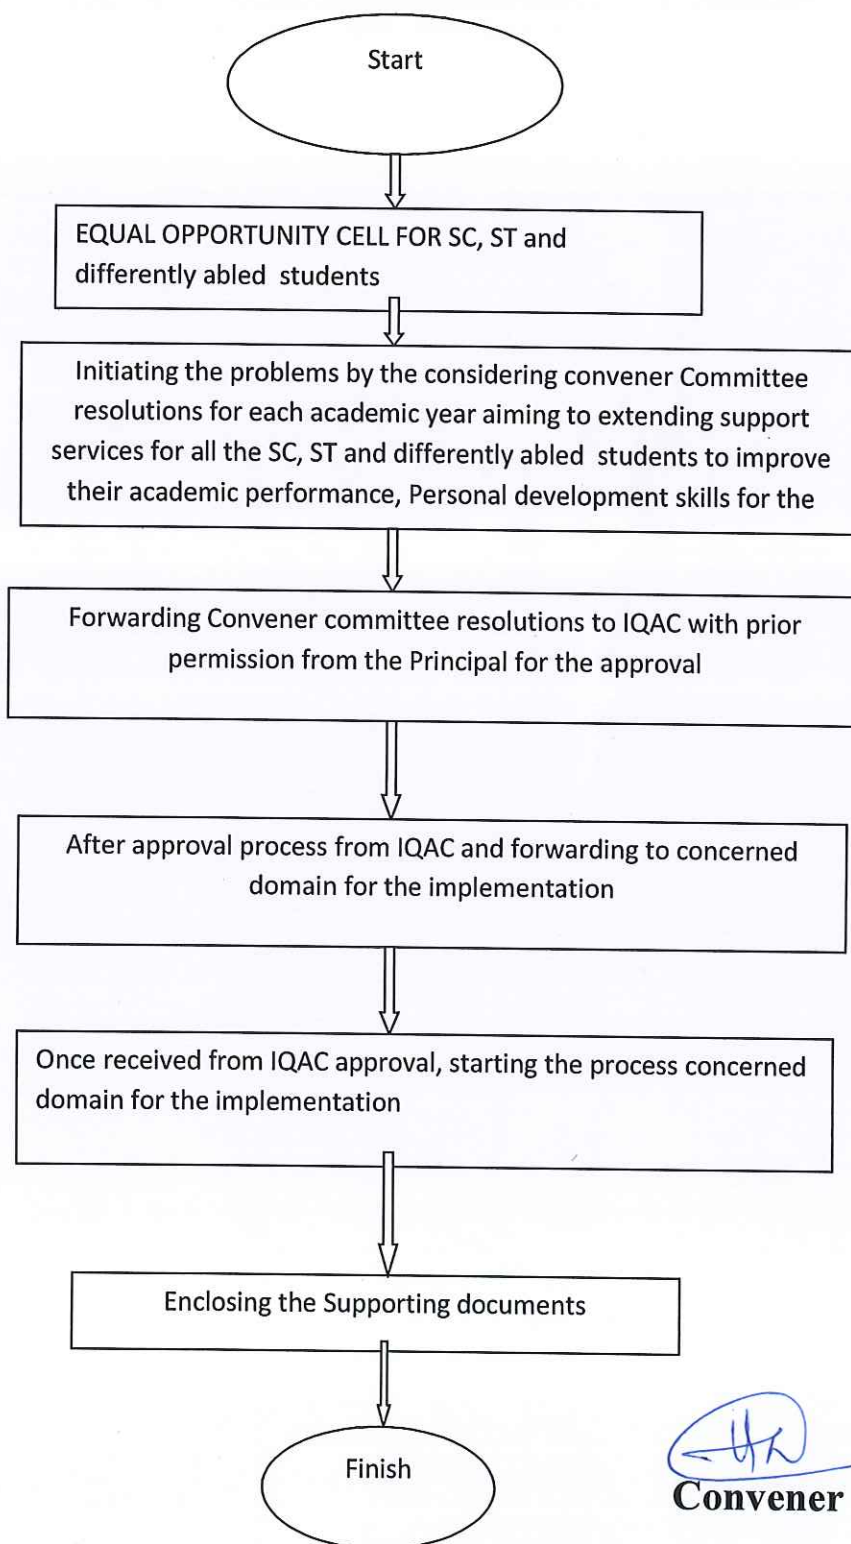 Start
EQUAL OPPORTUNITY CELL FOR SC, ST and
differently abled students
Initiating the problems by the considering convener Committee
resolutions for each academic year aiming to extending support
services for all the SC, ST and differently abled students to improve
their academic performance, Personal development skills for the
Forwarding Convener committee resolutions to IQAC with prior
permission from the Principal for the approval
After approval process from IQAC and forwarding to concerned
domain for the implementation
Once received from IQAC approval, starting the process concerned
domain for the implementation
Enclosing the Supporting documents
Finish
Convener